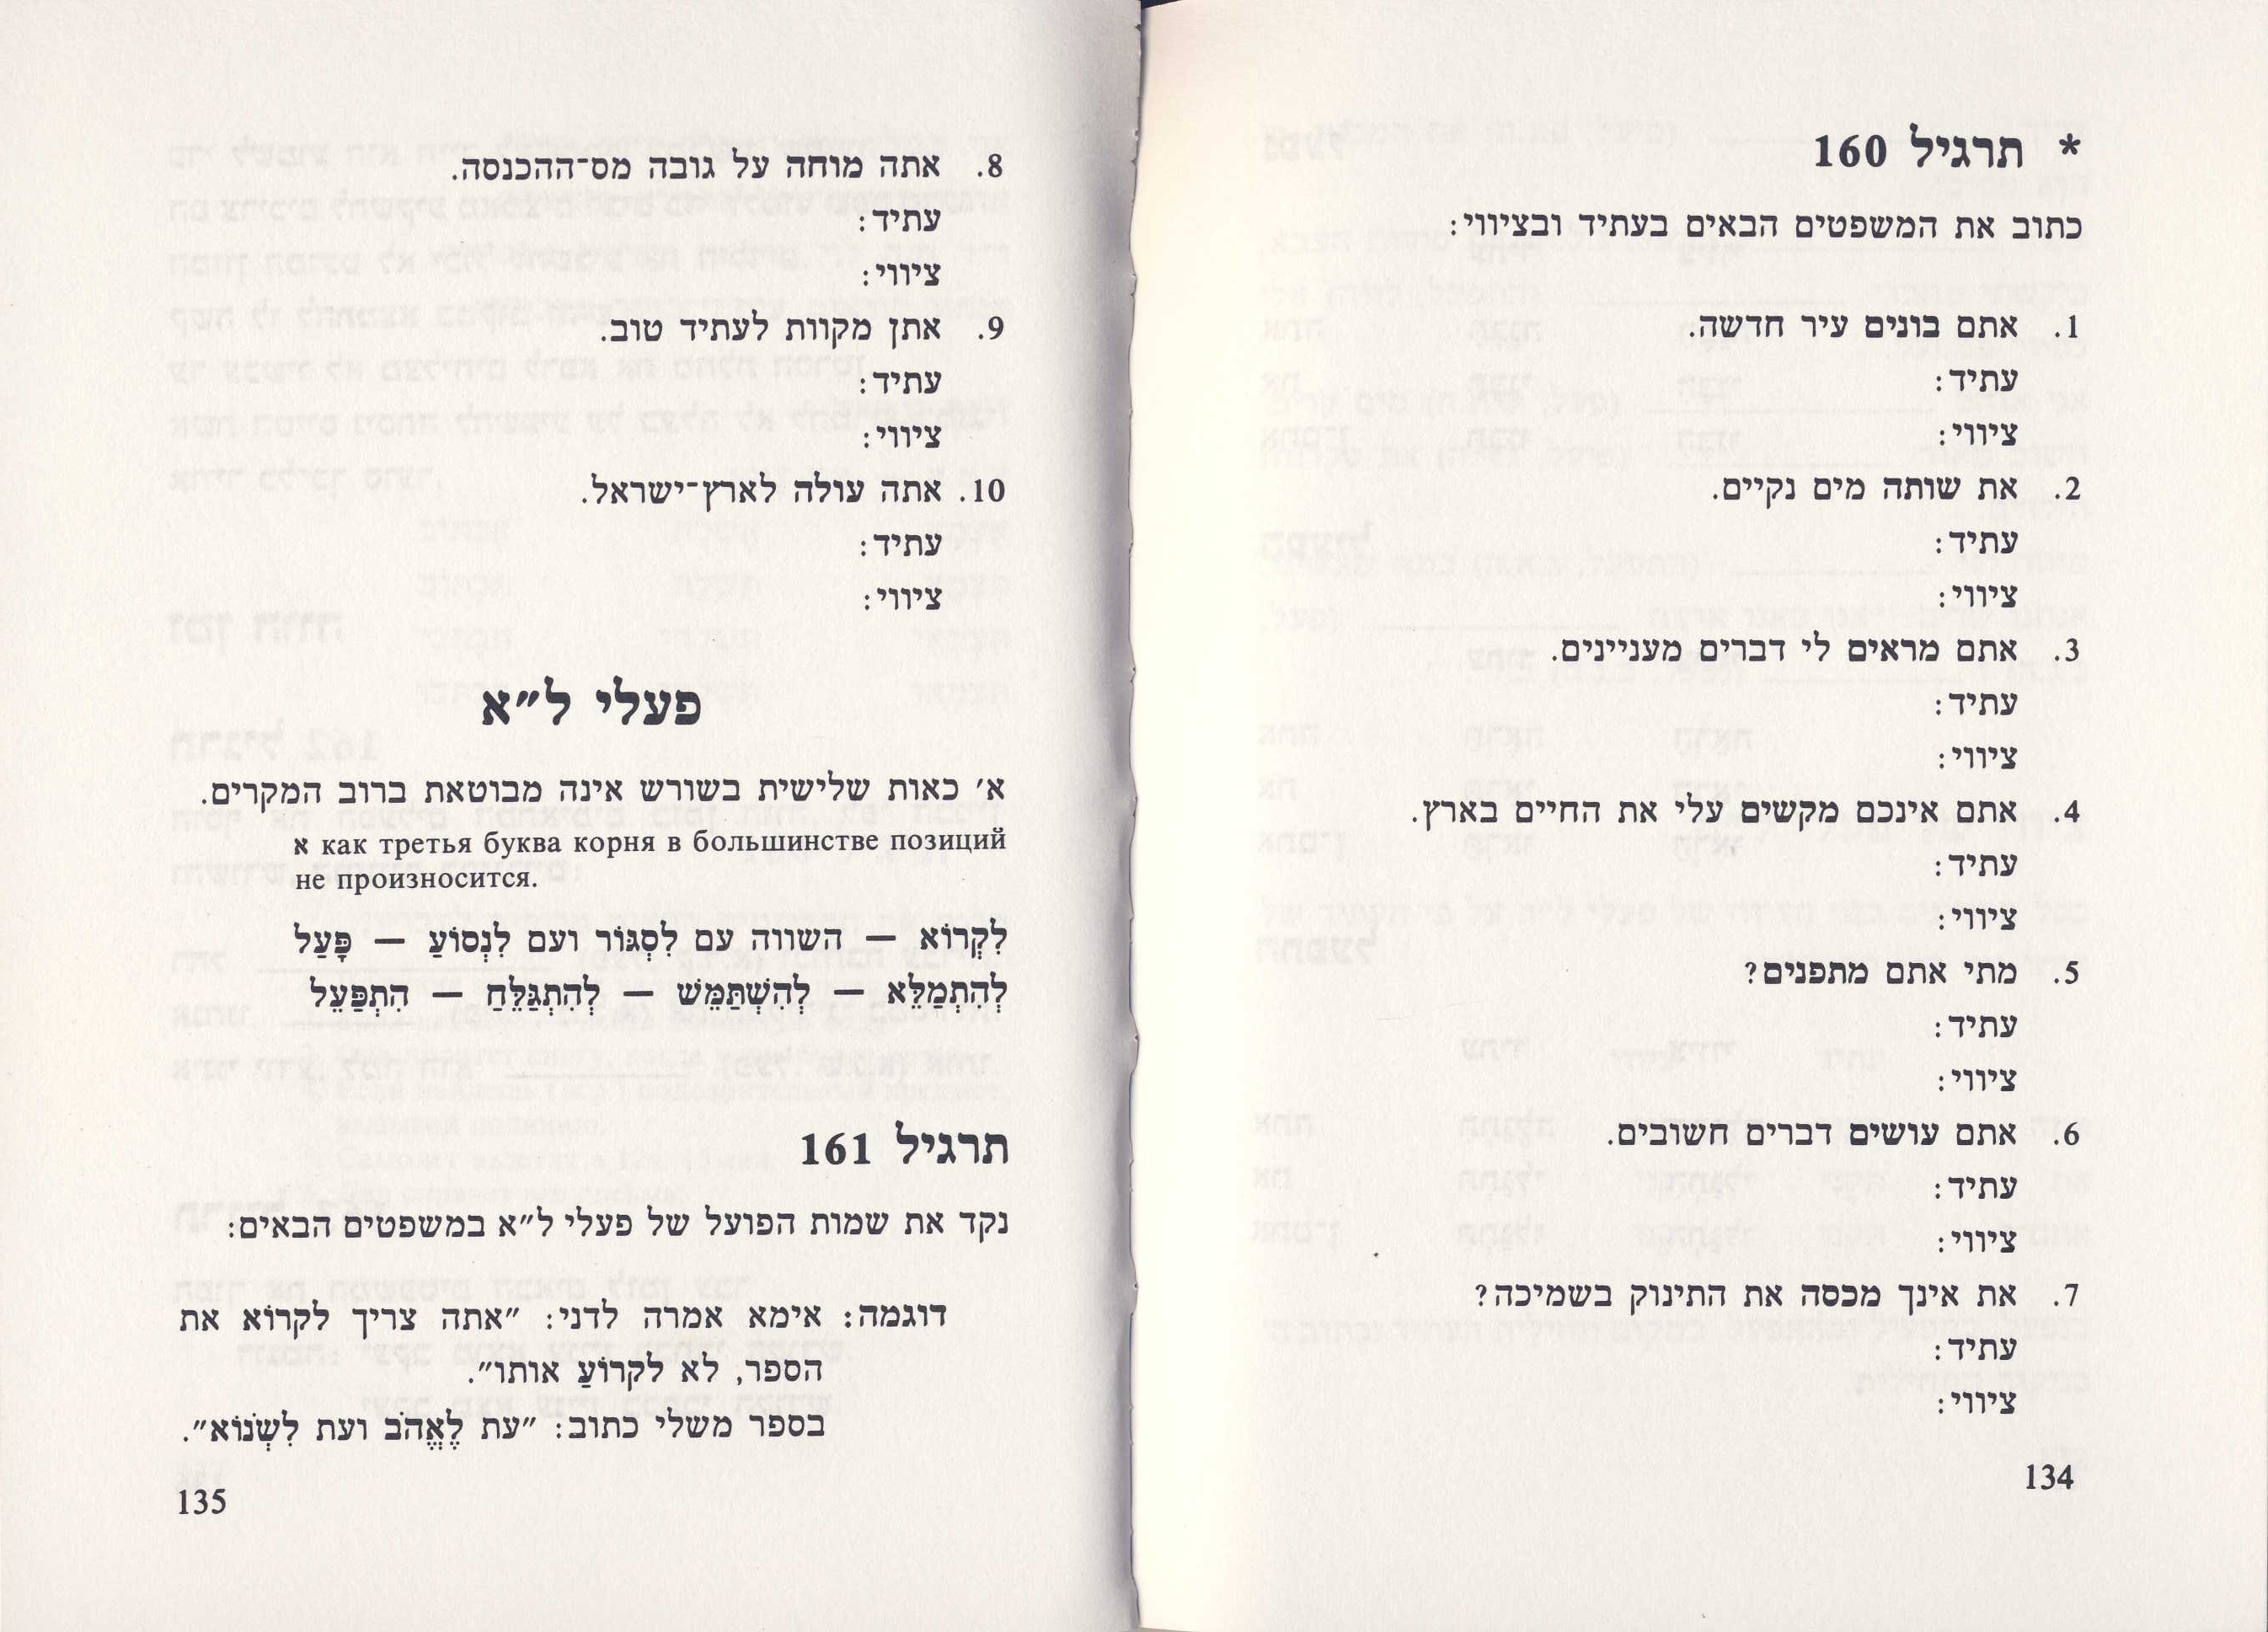 * תרגיל 160
כתוב את המשפטים הבאים בעתיד ובציווי:
1. אתם בונים עיר חדשה.
עתיד:
ציווי:
2. את שותה מים נקיים.
עתיד:
ציווי:
3. אתם מראים לי דברים מעניינים.
עתיד:
ציווי:
4. אתם אינכם מקשים עלי את החיים בארץ.
עתיד:
ציווי:
5. מתי אתם מתפנים?
עתיד:
ציווי:
6. אתם עושים דברים חשובים.
עתיד:
ציווי:
7. את אינך מכסה את התינוק בשמיכה?
עתיד:
ציווי:
134
8. אתה מוחה על גובה מס־ההכנסה.
עתיד:
ציווי:
9. אתן מקוות לעתיד טוב.
עתיד:
ציווי:
10. אתה עולה לארץ־ישראל.
עתיד:
ציווי:
פעלי ל״א
א׳ כאות שלישית בשורש אינה מבוטאת ברוב המקרים.
א как третья буква корня в большинстве позиций
не произносится.
לִקְרוֹא — השווה עם לִסְגּוֹר ועם לִנְסוֹעַ — פָּעַל
לְהִתְמַלֵּא — לְהִשְׁתַּמֵּשׁ — לְהִתְגַּלֵּחַ — הִתְפַּעֵל
תרגיל 161
נקד את שמות הפועל של פעלי ל״א במשפטים הבאים:
דוגמה: אימא אמרה לדני: ״אתה צריך לקרוֹא את
הספר, לא לקרוֹעַ אותו״.
בספר משלי כתוב: ״עת לֶאֱהֹב ועת לִשְׂנוֹא״.
135